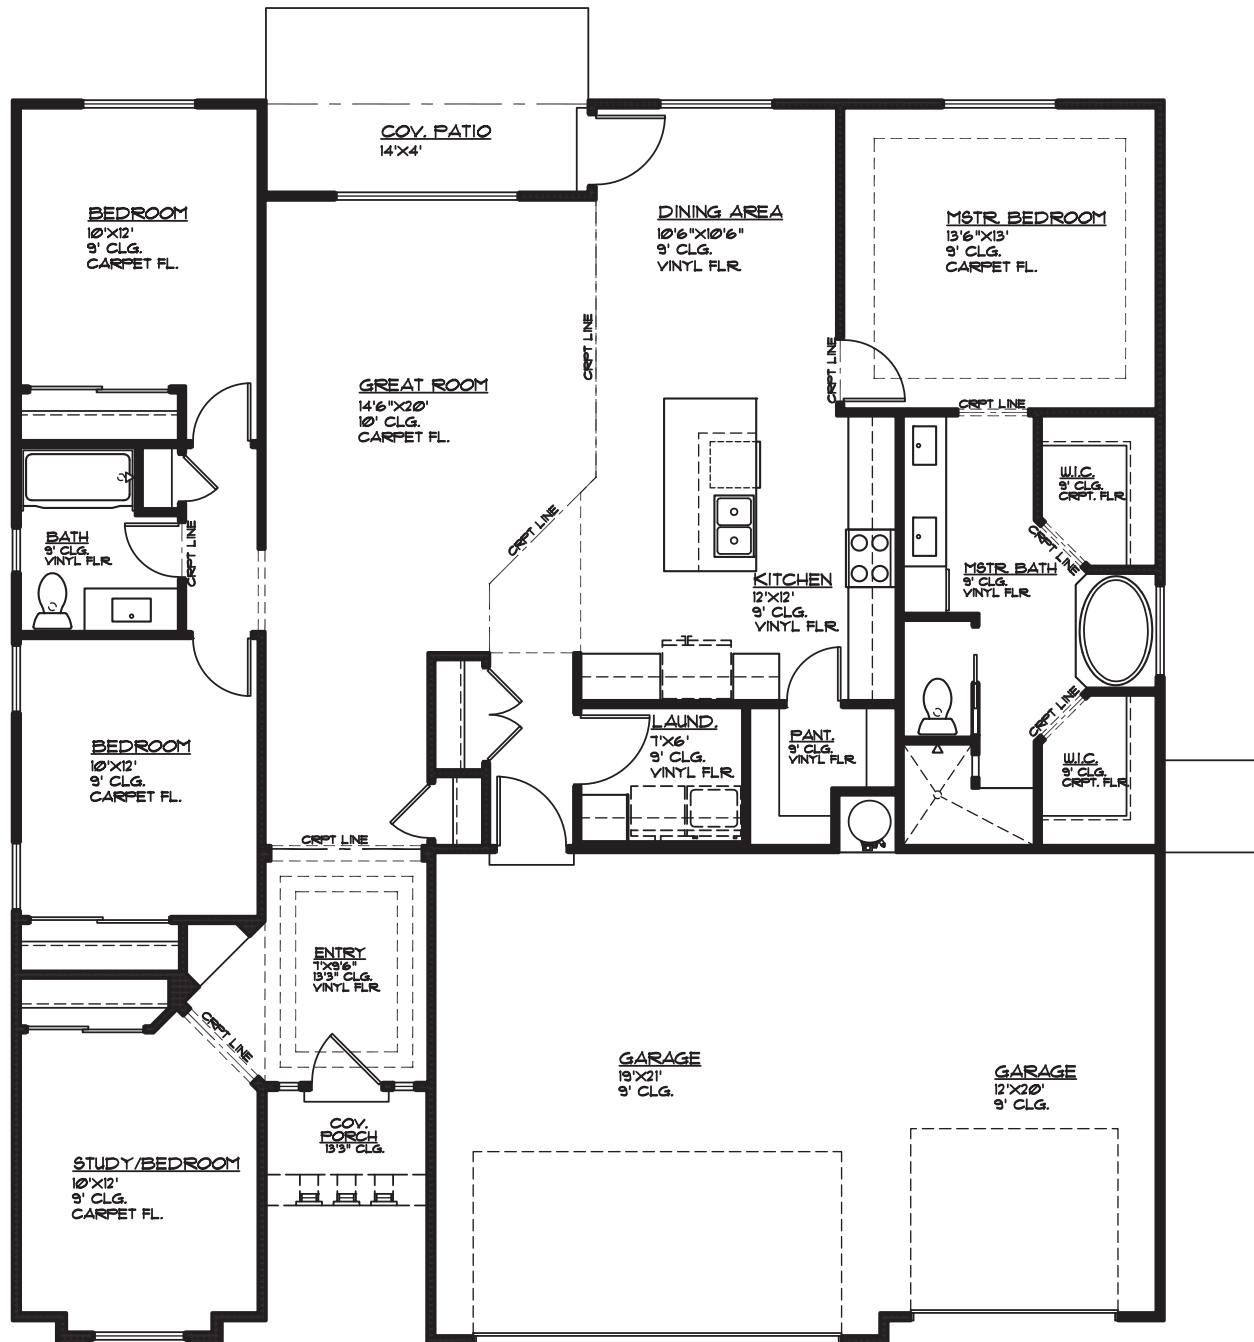 COV. PATIO
14'X4'
BEDROOM
10'X12'
9' CLG.
CARPET FL.
DINING AREA
10'6"X10'6"
9' CLG.
VINYL FLR.
MSTR. BEDROOM
13'6"X13'
9' CLG.
CARPET FL.
CRPT LINE
CRPT LINE
GREAT ROOM
14'6"X20'
10' CLG.
CARPET FL.
CRPT LINE
W.I.C.
9' CLG.
CRPT. FLR.
CRPT LINE
CRPT LINE
BATH
9' CLG.
VINYL FLR.
CRPT LINE
KITCHEN
12'X12'
9' CLG.
VINYL FLR.
MSTR. BATH
9' CLG.
VINYL FLR.
CRPT LINE
BEDROOM
10'X12'
9' CLG.
CARPET FL.
LAUND.
7'X6'
9' CLG.
VINYL FLR.
PANT.
9' CLG.
VINYL FLR.
W.I.C.
9' CLG.
CRPT. FLR.
CRPT LINE
ENTRY
7'X9'6"
13'3" CLG.
VINYL FLR.
CRPT LINE
GARAGE
19'X21'
9' CLG.
GARAGE
12'X20'
9' CLG.
COV.
PORCH
13'3" CLG.
STUDY/BEDROOM
10'X12'
9' CLG.
CARPET FL.